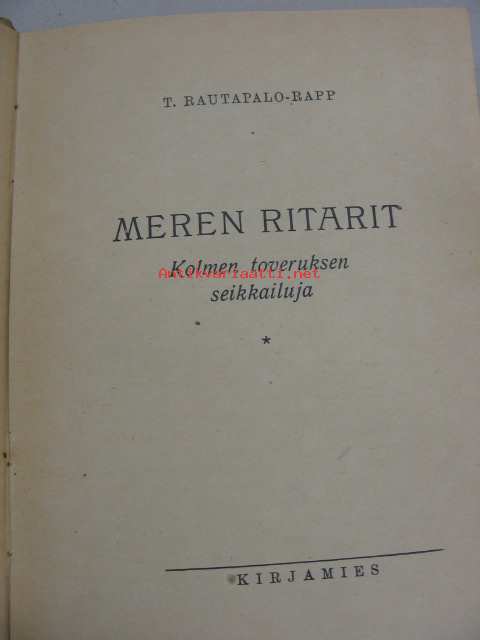 T. RAUTAPALO-RAPP
MEREN RITARIT
Kolmen toveruksen
Antikvariaatti.net
seikkailuja
*
KIRJAMIES